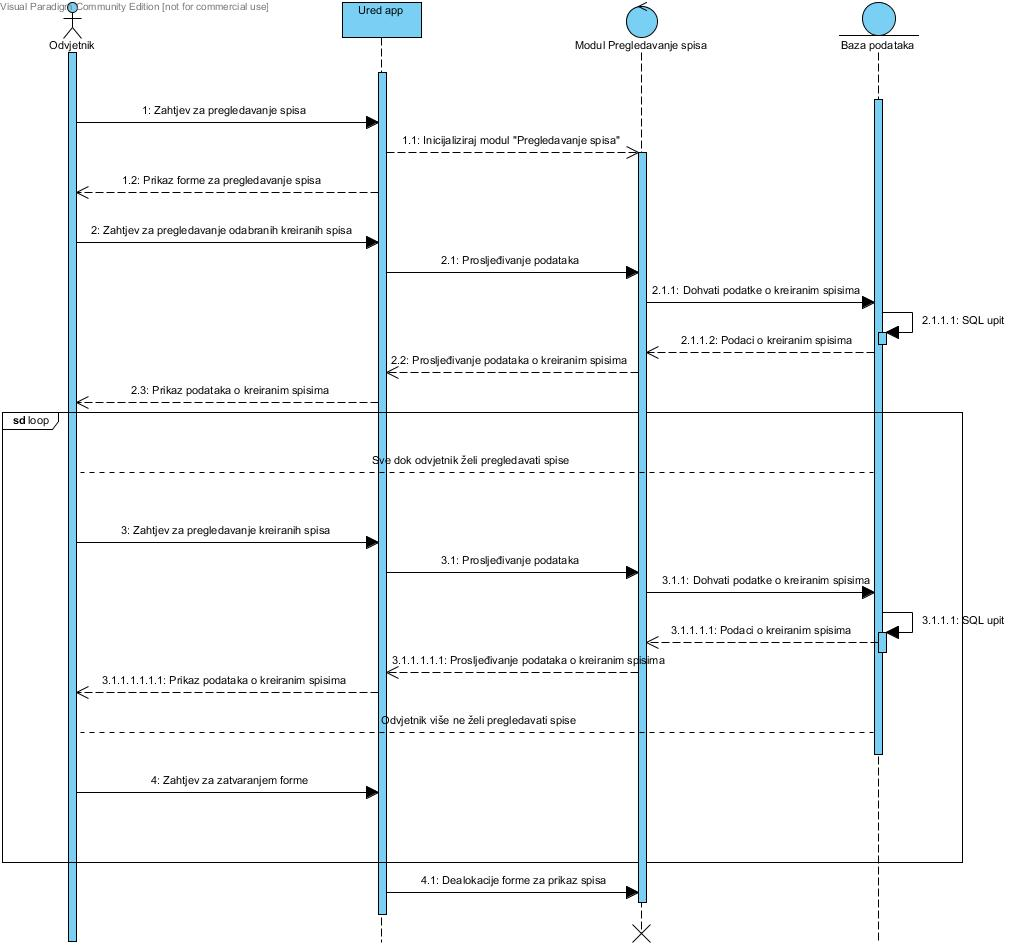 Visual Paradigm Community Edition [not for commercial use]
Odvjetnik
Ured app
Modul Pregledavanje spisa
Baza podataka
1: Zahtjev za pregledavanje spisa
1.1: Inicijaliziraj modul "Pregledavanje spisa"
1.2: Prikaz forme za pregledavanje spisa
2: Zahtjev za pregledavanje odabranih kreiranih spisa
2.1: Prosljeđivanje podataka
2.1.1: Dohvati podatke o kreiranim spisima
2.1.1.1: SQL upit
2.1.1.2: Podaci o kreiranim spisima
2.2: Prosljeđivanje podataka o kreiranim spisima
2.3: Prikaz podataka o kreiranim spisima
sd loop
Sve dok odvjetnik želi pregledavati spise
3: Zahtjev za pregledavanje kreiranih spisa
3.1: Prosljeđivanje podataka
3.1.1: Dohvati podatke o kreiranim spisima
3.1.1.1: SQL upit
3.1.1.1.1: Podaci o kreiranim spisima
3.1.1.1.1.1: Prosljeđivanje podataka o kreiranim spisima
3.1.1.1.1.1.1: Prikaz podataka o kreiranim spisima
Odvjetnik više ne želi pregledavati spise
4: Zahtjev za zatvaranjem forme
4.1: Dealokacije forme za prikaz spisa